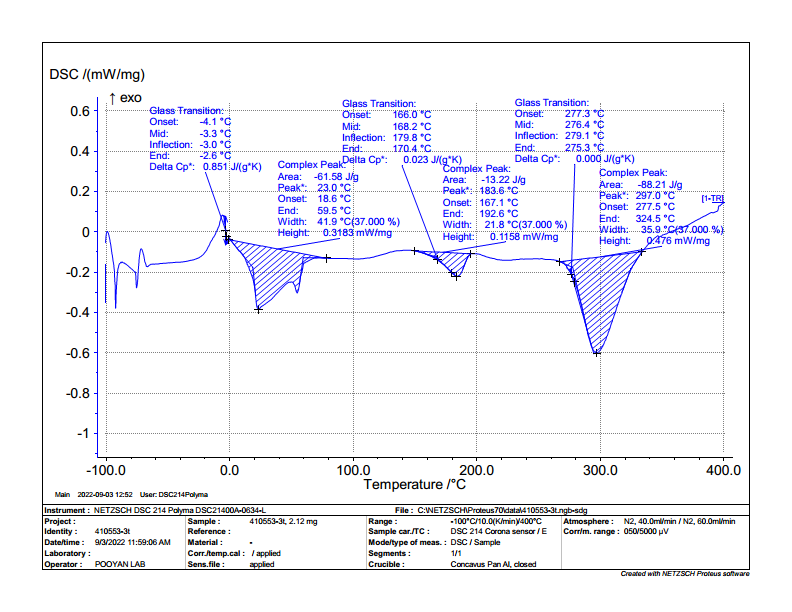 DSC /(mW/mg)
↑ exo
0.6
0.4
0.2
0
-0.2
-0.4
-0.6
-0.8
-1
Glass Transition:
Onset: -4.1 °C
Mid: -3.3 °C
Inflection: -3.0 °C
End: -2.6 °C
Delta Cp*: 0.851 J/(g*K)
Complex Peak:
Area: -61.58 J/g
Peak*: 23.0 °C
Onset: 18.6 °C
End: 59.5 °C
Width: 41.9 °C(37.000 %)
Height: 0.3183 mW/mg
Glass Transition:
Onset: 166.0 °C
Mid: 168.2 °C
Inflection: 179.8 °C
End: 170.4 °C
Delta Cp*: 0.023 J/(g*K)
Complex Peak:
Area: -13.22 J/g
Peak*: 183.6 °C
Onset: 167.1 °C
End: 192.6 °C
Width: 21.8 °C(37.000 %)
Height: 0.1158 mW/mg
Glass Transition:
Onset: 277.3 °C
Mid: 276.4 °C
Inflection: 279.1 °C
End: 275.3 °C
Delta Cp*: 0.000 J/(g*K)
Complex Peak:
Area: -88.21 J/g
Peak*: 297.0 °C
Onset: 277.5 °C
End: 324.5 °C
Width: 35.9 °C(37.000 %)
Height: 0.476 mW/mg
[1-TR]
-100.0 0.0 100.0 200.0 300.0 400.0
Temperature /°C
Main 2022-09-03 12:52 User: DSC214Polyma
Instrument : NETZSCH DSC 214 Polyma DSC21400A-0634-L File : C:\NETZSCH\Proteus70\data\410553-3t.ngb-sdg
Project : Sample : 410553-3t, 2.12 mg Range : -100°C/10.0(K/min)/400°C Atmosphere : N2, 40.0ml/min / N2, 60.0ml/min
Identity : 410553-3t Reference : Sample car./TC : DSC 214 Corona sensor / E Corr/m. range : 050/5000 µV
Date/time : 9/3/2022 11:59:06 AM Material : - Mode/type of meas. : DSC / Sample
Laboratory : Corr./temp.cal : / applied Segments : 1/1
Operator : POOYAN LAB Sens.file : applied Crucible : Concavus Pan Al, closed
Created with NETZSCH Proteus software